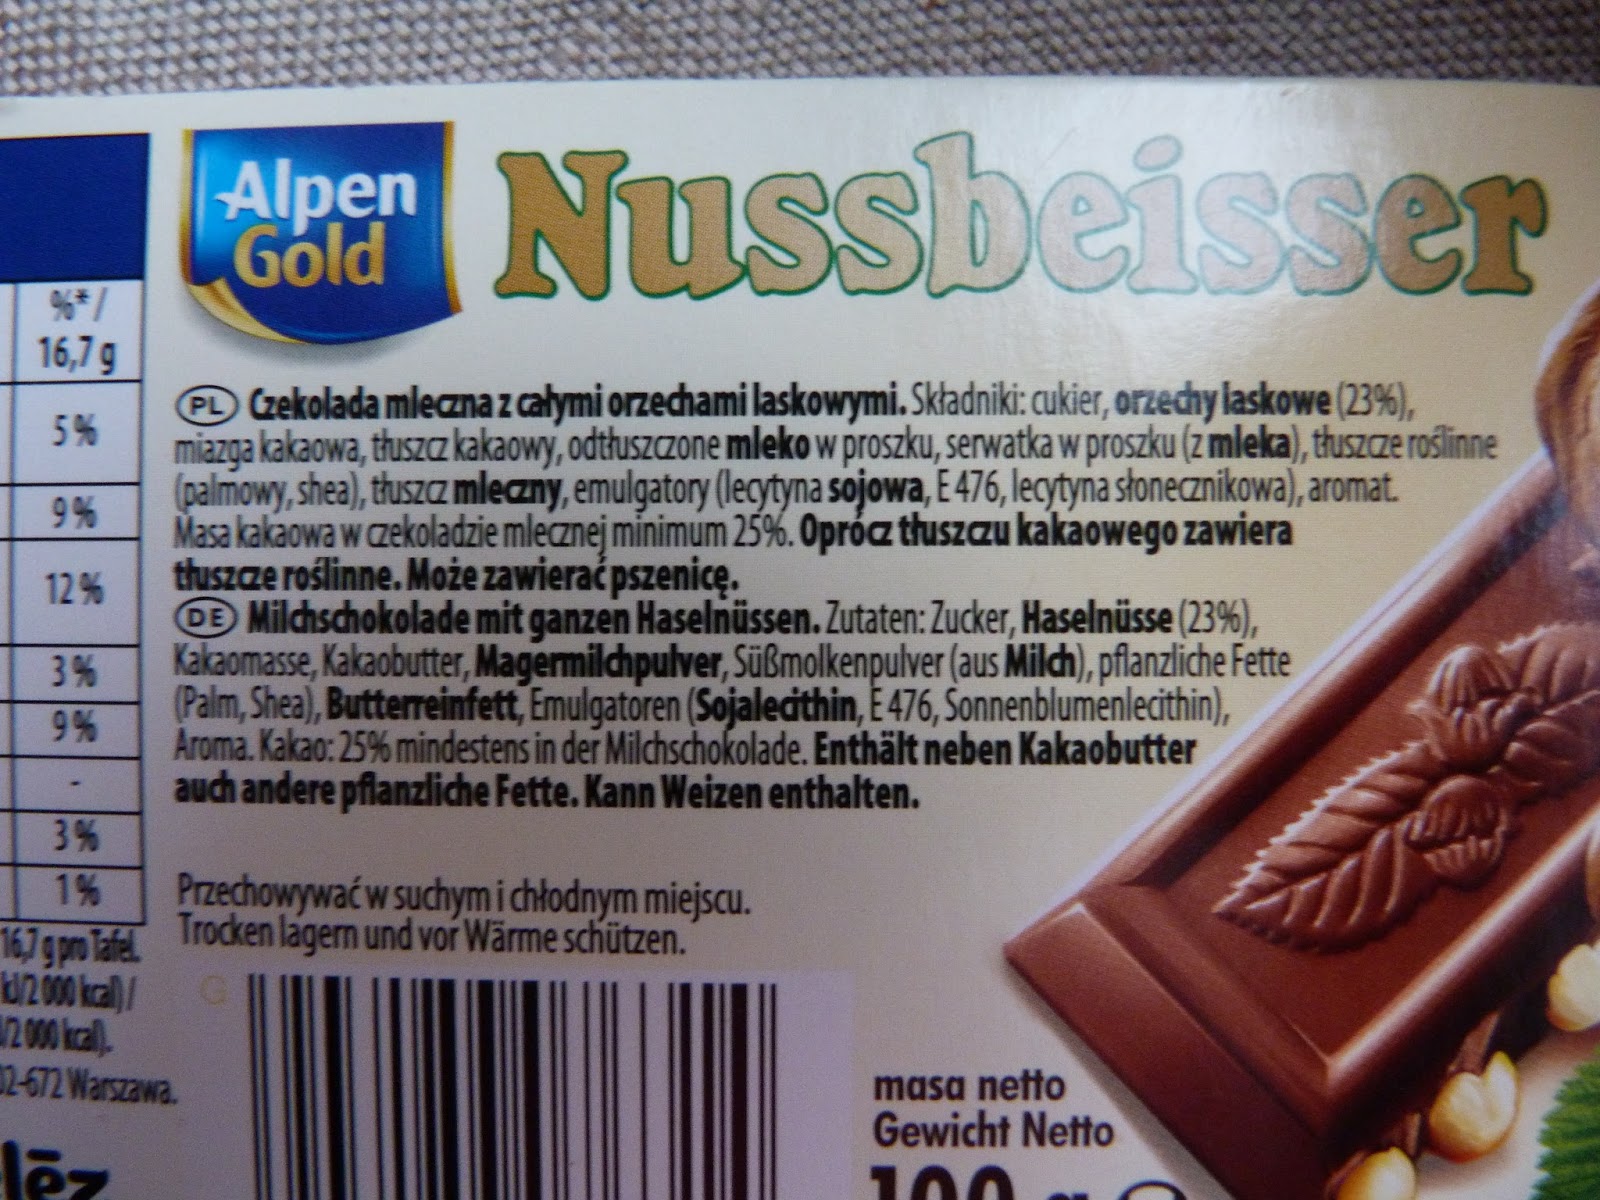 Alpen
Gold
Nussbeisser
%*/
16,7 g
5 %
9 %
12 %
3 %
9 %
-
3 %
1 %
16,7 g pro Tafel.
kJ/2 000 kcal) /
/2 000 kcal).
02-672 Warszawa.
PL Czekolada mleczna z całymi orzechami laskowymi. Składniki: cukier, orzechy laskowe (23%),
miazga kakaowa, tłuszcz kakaowy, odtłuszczone mleko w proszku, serwatka w proszku (z mleka), tłuszcze roślinne
(palmowy, shea), tłuszcz mleczny, emulgatory (lecytyna sojowa, E 476, lecytyna słonecznikowa), aromat.
Masa kakaowa w czekoladzie mlecznej minimum 25%. Oprócz tłuszczu kakaowego zawiera
tłuszcze roślinne. Może zawierać pszenicę.
DE Milchschokolade mit ganzen Haselnüssen. Zutaten: Zucker, Haselnüsse (23%),
Kakaomasse, Kakaobutter, Magermilchpulver, Süßmolkenpulver (aus Milch), pflanzliche Fette
(Palm, Shea), Butterreinfett, Emulgatoren (Sojalecithin, E 476, Sonnenblumenlecithin),
Aroma. Kakao: 25% mindestens in der Milchschokolade. Enthält neben Kakaobutter
auch andere pflanzliche Fette. Kann Weizen enthalten.
Przechowywać w suchym i chłodnym miejscu.
Trocken lagern und vor Wärme schützen.
masa netto
Gewicht Netto
100 g